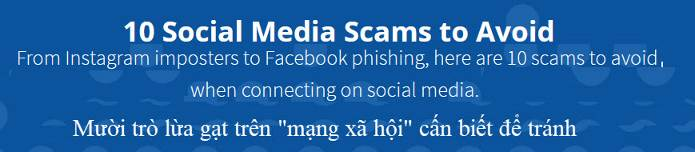 10 Social Media Scams to Avoid
From Instagram imposters to Facebook phishing, here are 10 scams to avoid,
when connecting on social media.
Mười trò lừa gạt trên "mạng xã hội" cấn biết để tránh